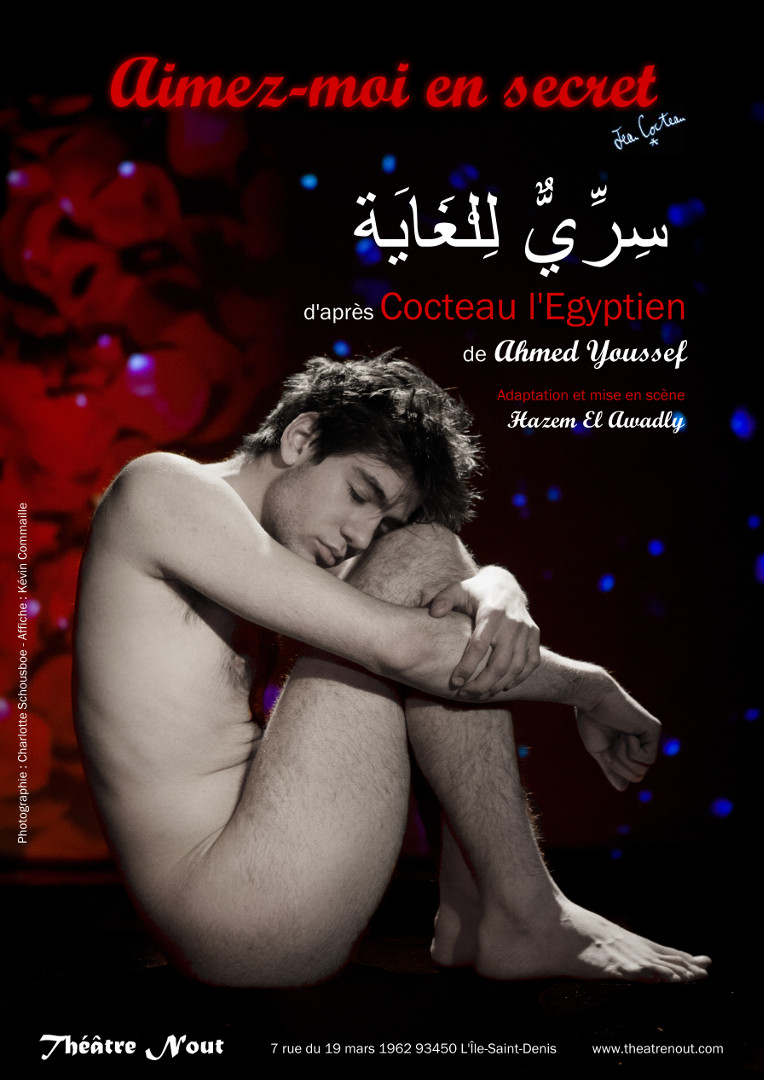 Aimez-moi en secret
Jean Cocteau
سِرِّيٌّ لِلْغَايَة
d'après Cocteau l'Egyptien
de Ahmed Youssef
Adaptation et mise en scène
Hazem El Awadly
Photographie : Charlotte Schousboe - Affiche : Kévin Commaille
Théâtre Nout
7 rue du 19 mars 1962 93450 L'Île-Saint-Denis
www.theatrenout.com